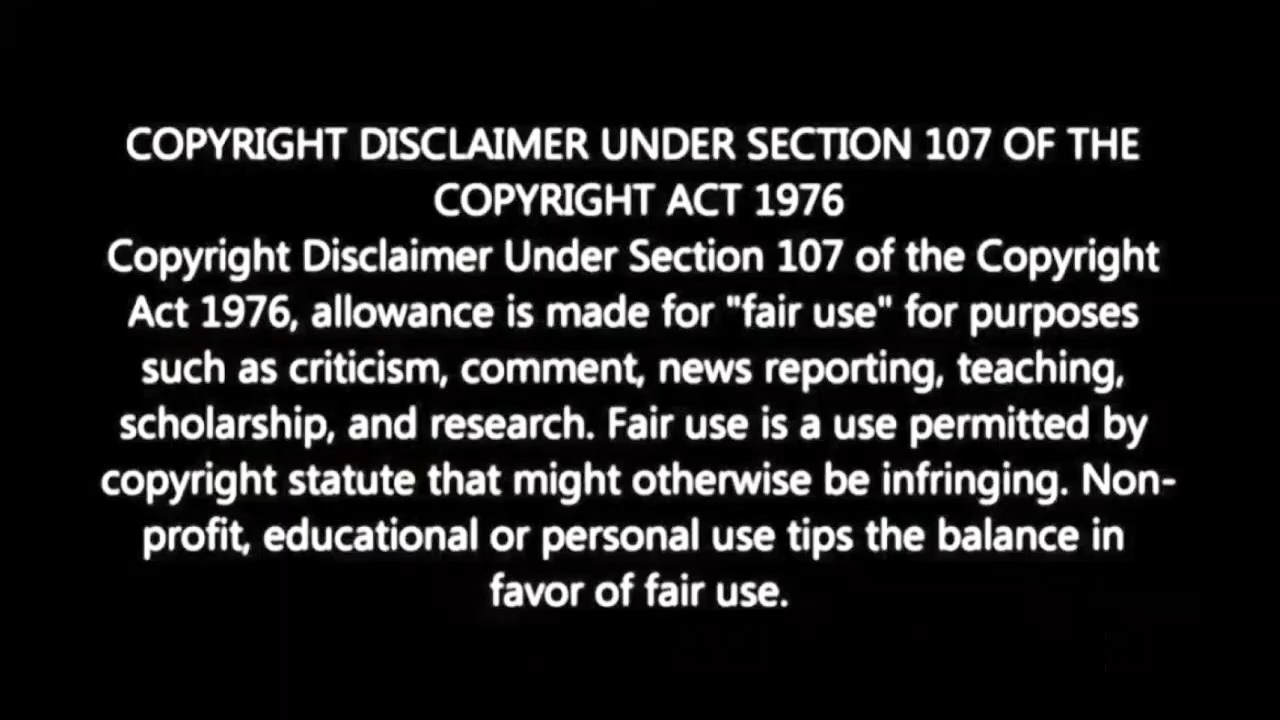 COPYRIGHT DISCLAIMER UNDER SECTION 107 OF THE
COPYRIGHT ACT 1976
Copyright Disclaimer Under Section 107 of the Copyright
Act 1976, allowance is made for "fair use" for purposes
such as criticism, comment, news reporting, teaching,
scholarship, and research. Fair use is a use permitted by
copyright statute that might otherwise be infringing. Non-
profit, educational or personal use tips the balance in
favor of fair use.